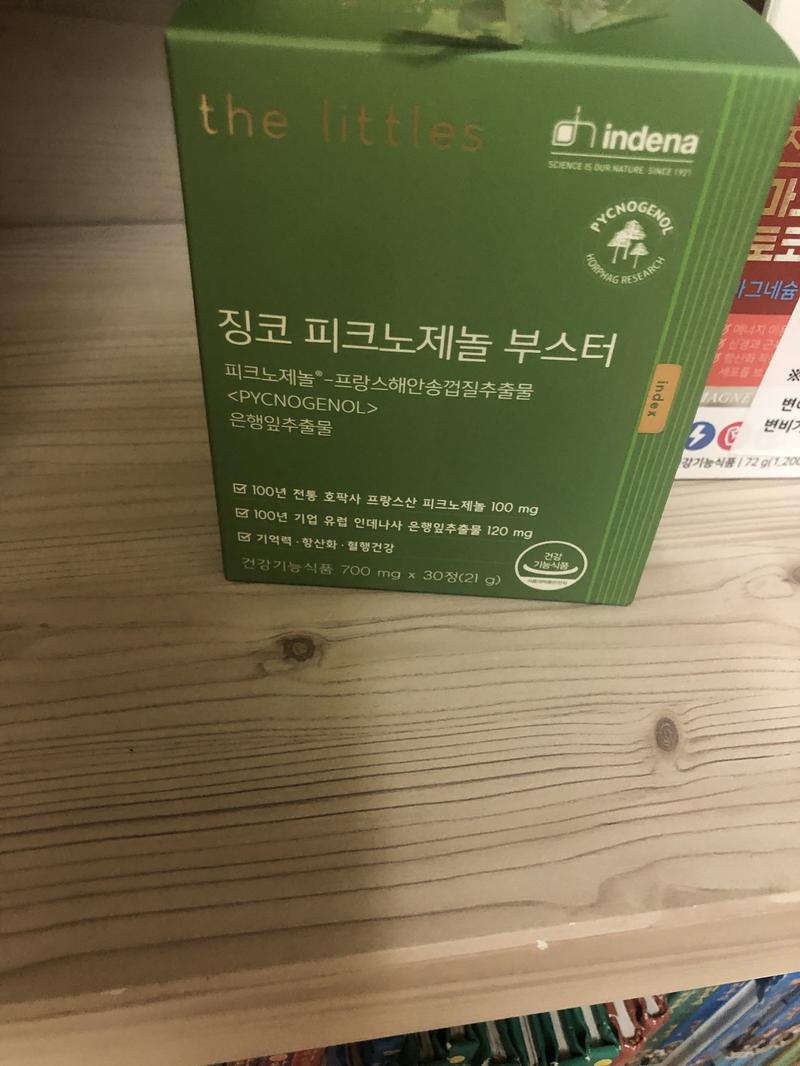 the littles
indena
SCIENCE IS OUR NATURE. SINCE 1921
PYCNOGENOL
HORPHAG RESEARCH
징코 피크노제놀 부스터
피크노제놀®-프랑스해안송껍질추출물
<PYCNOGENOL>
은행잎추출물
index
100년 전통 호팍사 프랑스산 피크노제놀 100 mg
100년 기업 유럽 인데나사 은행잎추출물 120 mg
기억력·항산화·혈행건강
건강기능식품 700 mg x 30정(21 g)
건강
기능식품